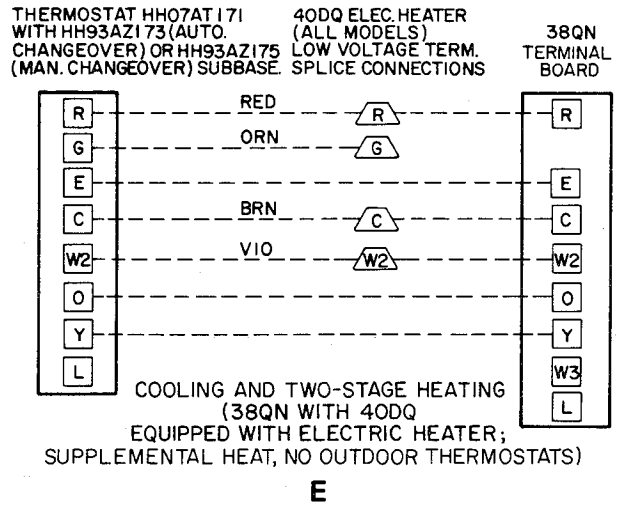 THERMOSTAT HH07AT171
WITH HH93AZ173(AUTO.
CHANGEOVER) OR HH93AZ175
(MAN. CHANGEOVER) SUBBASE.
40DQ ELEC. HEATER
(ALL MODELS)
LOW VOLTAGE TERM.
SPLICE CONNECTIONS
38QN
TERMINAL
BOARD
R RED R R
G ORN G
E E
C BRN C C
W2 VIO W2 W2
O O
Y Y
L W3
L
COOLING AND TWO-STAGE HEATING
(38QN WITH 40DQ
EQUIPPED WITH ELECTRIC HEATER;
SUPPLEMENTAL HEAT, NO OUTDOOR THERMOSTATS)
E